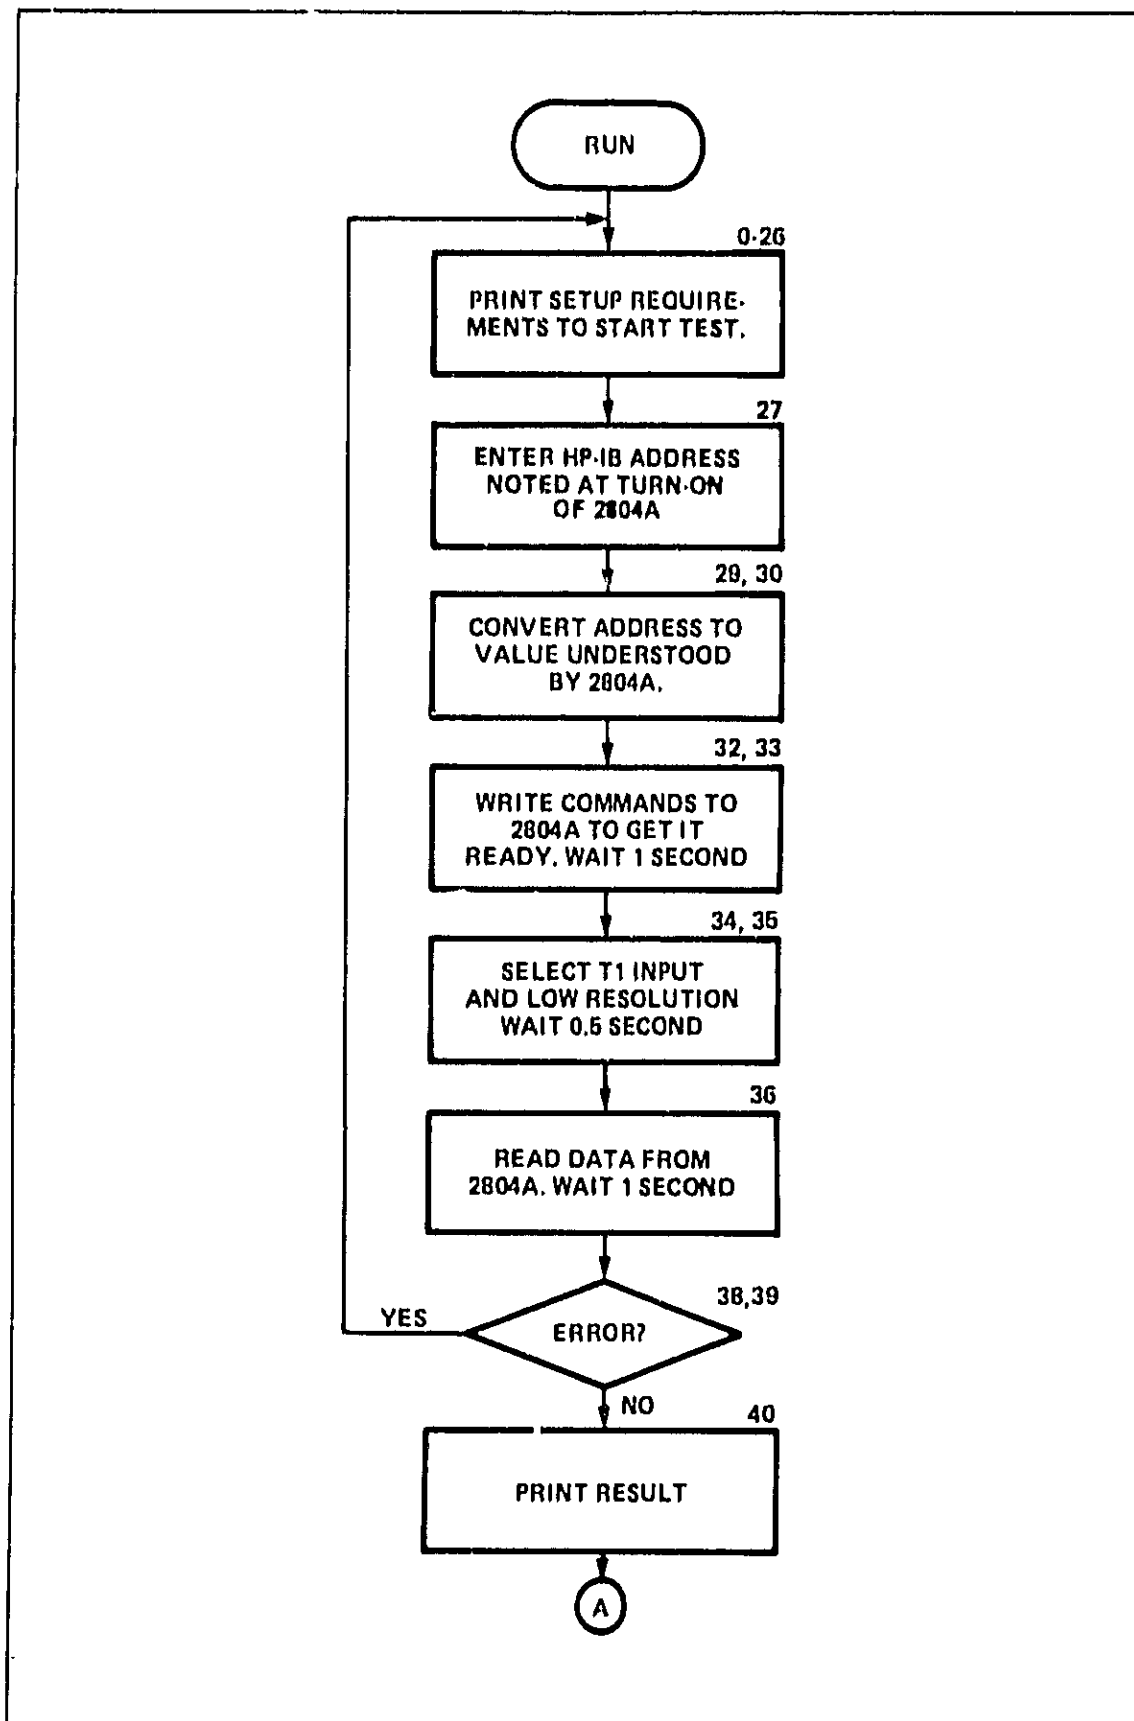 RUN
0-26
PRINT SETUP REQUIRE-
MENTS TO START TEST.
27
ENTER HP-IB ADDRESS
NOTED AT TURN-ON
OF 2804A
29, 30
CONVERT ADDRESS TO
VALUE UNDERSTOOD
BY 2804A.
32, 33
WRITE COMMANDS TO
2804A TO GET IT
READY. WAIT 1 SECOND
34, 35
SELECT T1 INPUT
AND LOW RESOLUTION
WAIT 0.5 SECOND
36
READ DATA FROM
2804A. WAIT 1 SECOND
38,39
YES
ERROR?
NO
40
PRINT RESULT
A